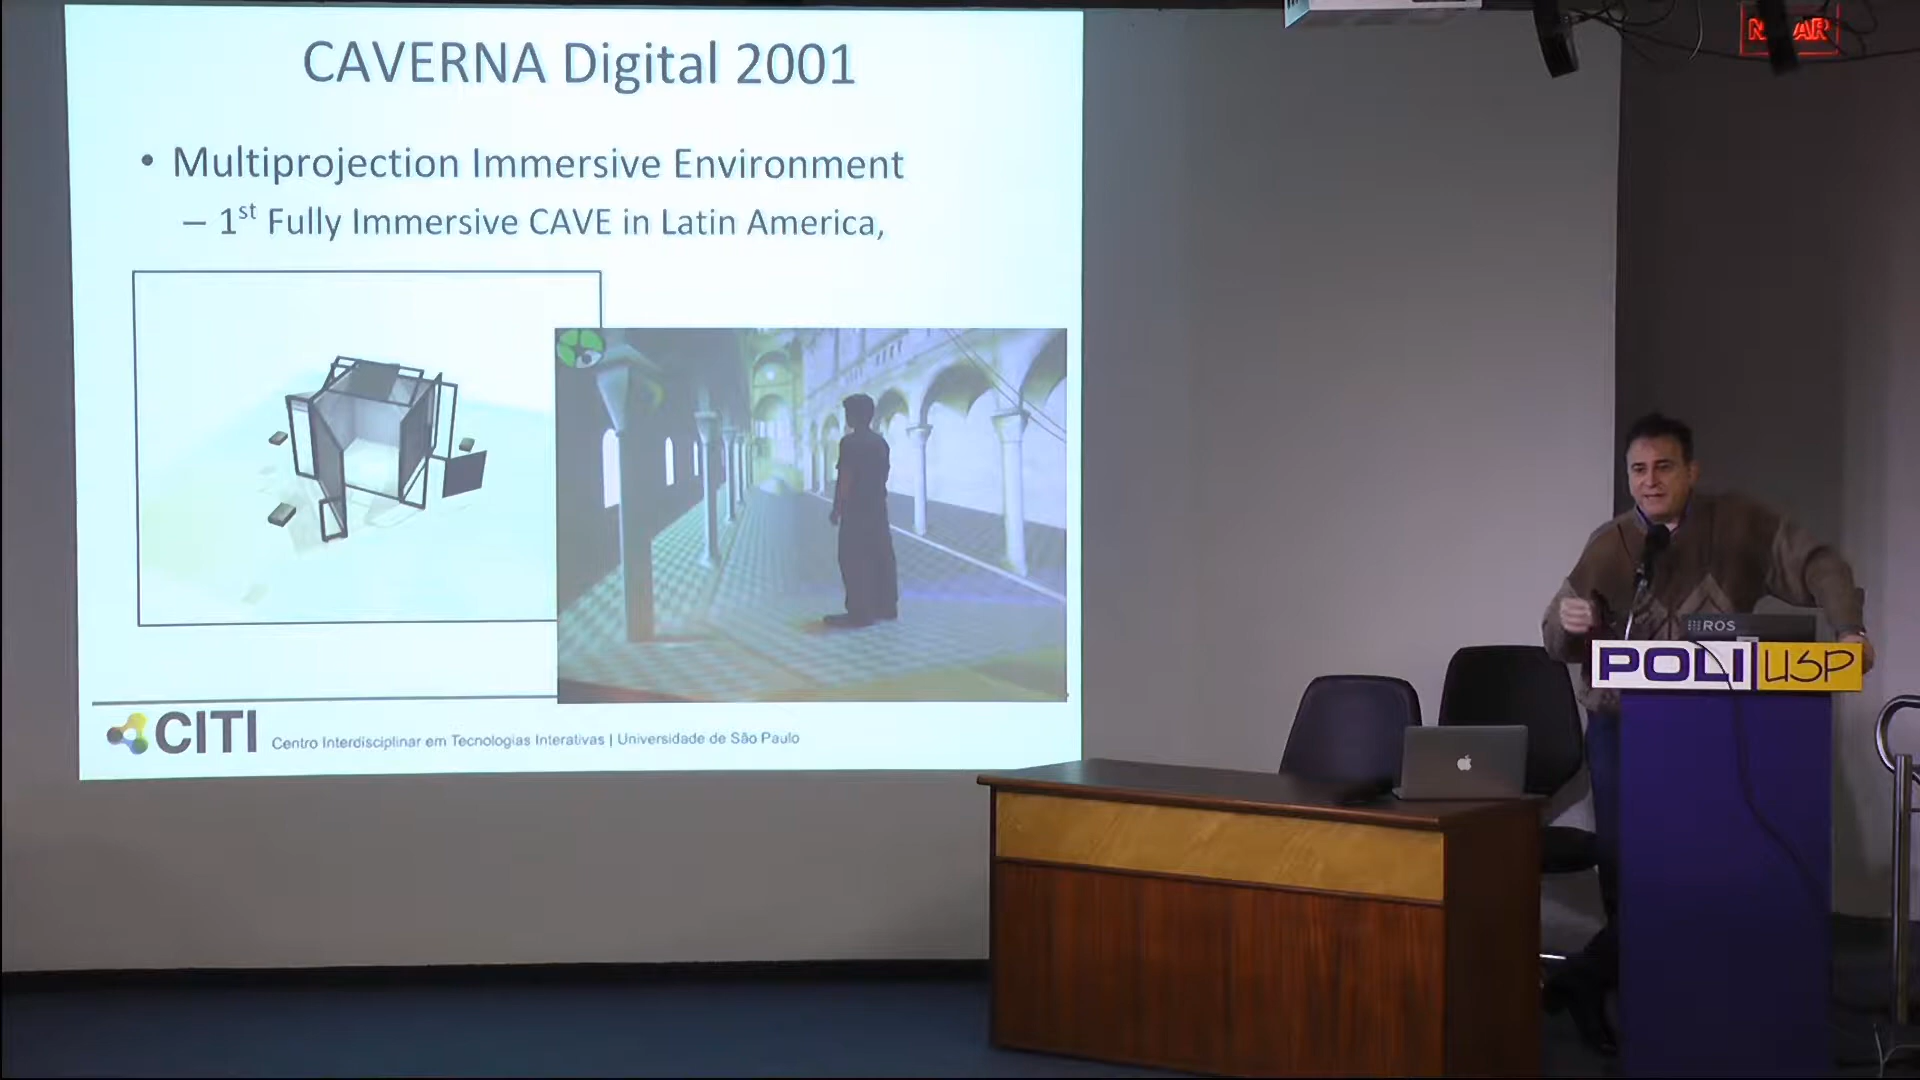 CAVERNA Digital 2001
• Multiprojection Immersive Environment
– 1st Fully Immersive CAVE in Latin America,
CITI Centro Interdisciplinar em Tecnologias Interativas | Universidade de São Paulo
ROS
POLI USP